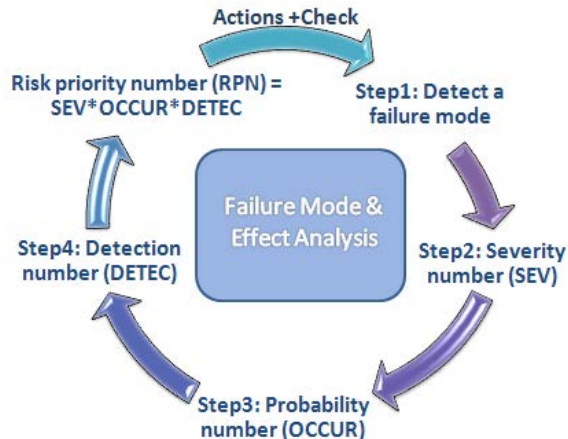 Actions +Check
Risk priority number (RPN) =
SEV*OCCUR*DETEC
Step1: Detect a
failure mode
Failure Mode &
Effect Analysis
Step2: Severity
number (SEV)
Step4: Detection
number (DETEC)
Step3: Probability
number (OCCUR)